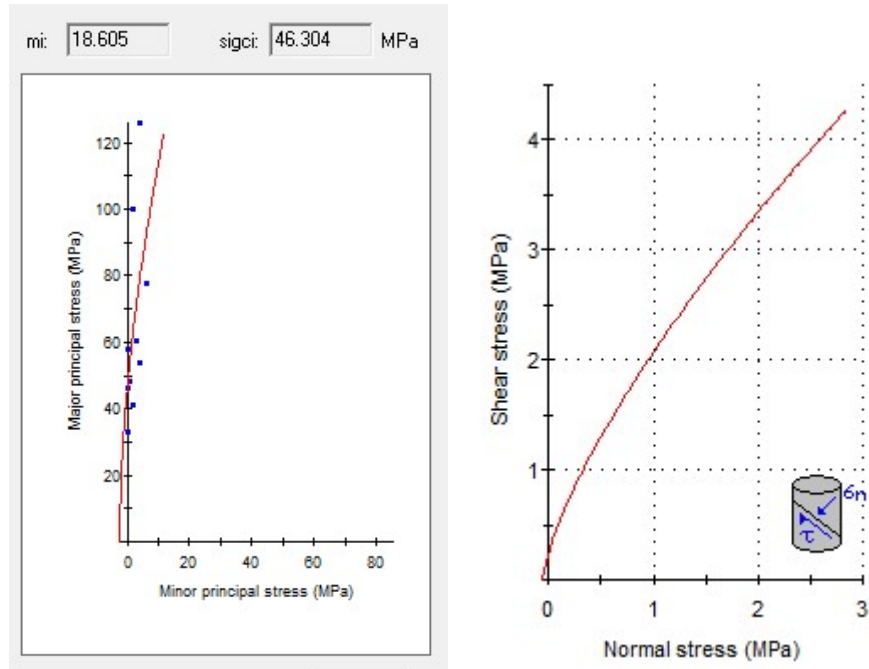 mi: 18.605 sigci: 46.304 MPa
Major principal stress (MPa)
120
100
80
60
40
20
0 20 40 60 80
Minor principal stress (MPa)
Shear stress (MPa)
4
3
2
1
6n
τ
0 1 2 3
Normal stress (MPa)